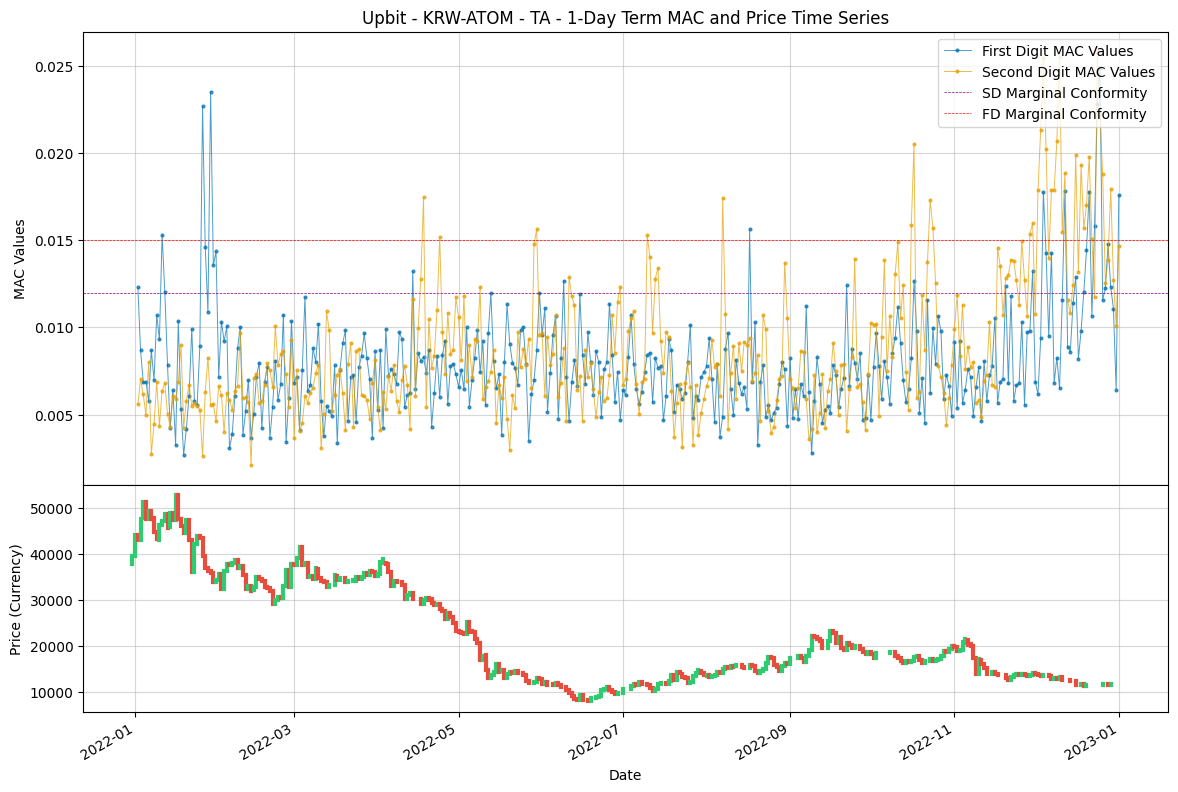 Upbit - KRW-ATOM - TA - 1-Day Term MAC and Price Time Series
First Digit MAC Values
Second Digit MAC Values
SD Marginal Conformity
FD Marginal Conformity
MAC Values
0.025
0.020
0.015
0.010
0.005
Price (Currency)
50000
40000
30000
20000
10000
2022-01
2022-03
2022-05
2022-07
2022-09
2022-11
2023-01
Date